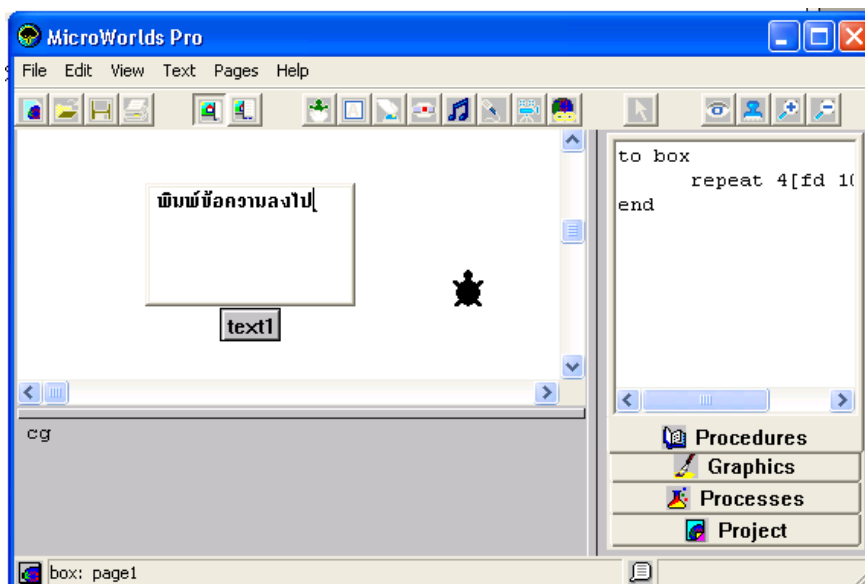 MicroWorlds Pro
File Edit View Text Pages Help
พิมพ์ข้อความลงไป
text1
to box
repeat 4[fd 10
end
cg
Procedures
Graphics
Processes
Project
box: page1